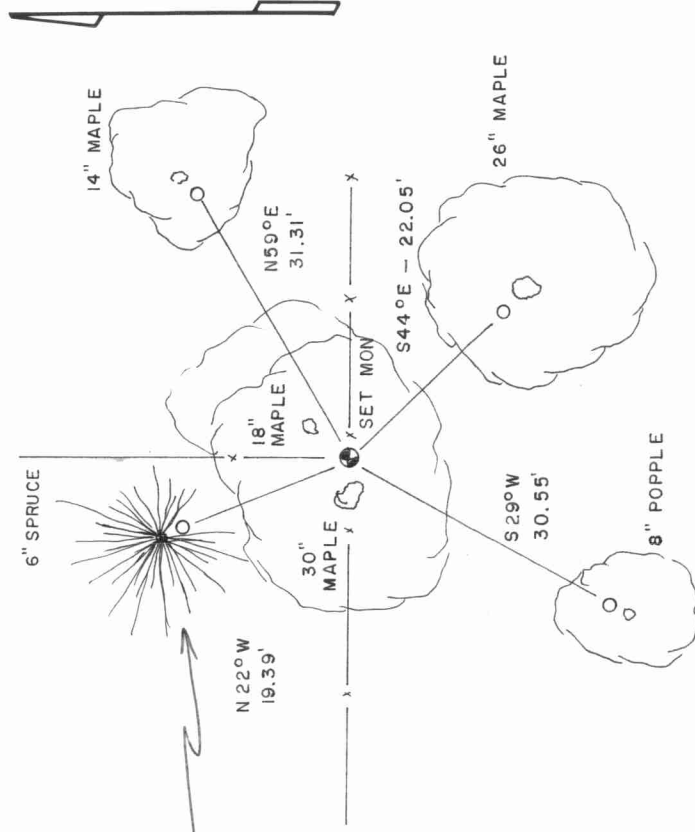 6" SPRUCE
14" MAPLE
N59°E
31.31'
18"
MAPLE
SET MON
S44°E – 22.05'
26" MAPLE
30"
MAPLE
N22°W
19.39'
S29°W
30.55'
8" POPPLE